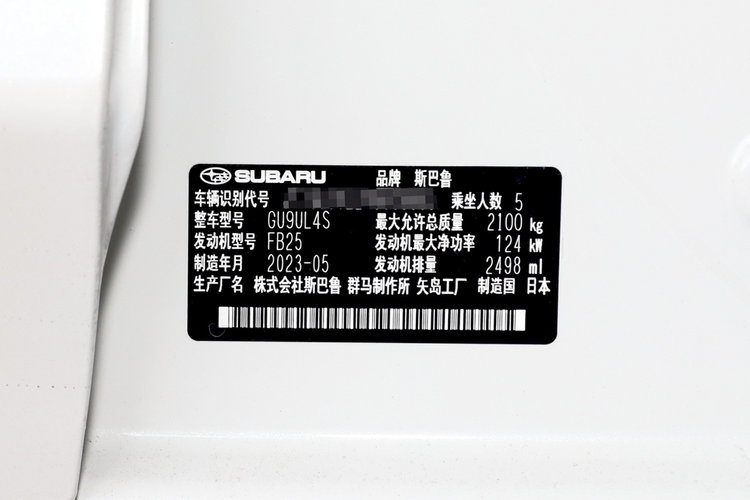 SUBARU 品牌 斯巴鲁
车辆识别代号 乘坐人数 5
整车型号 GU9UL4S 最大允许总质量 2100 kg
发动机型号 FB25 发动机最大净功率 124 kW
制造年月 2023-05 发动机排量 2498 ml
生产厂名 株式会社斯巴鲁 群马制作所 矢岛工厂 制造国 日本